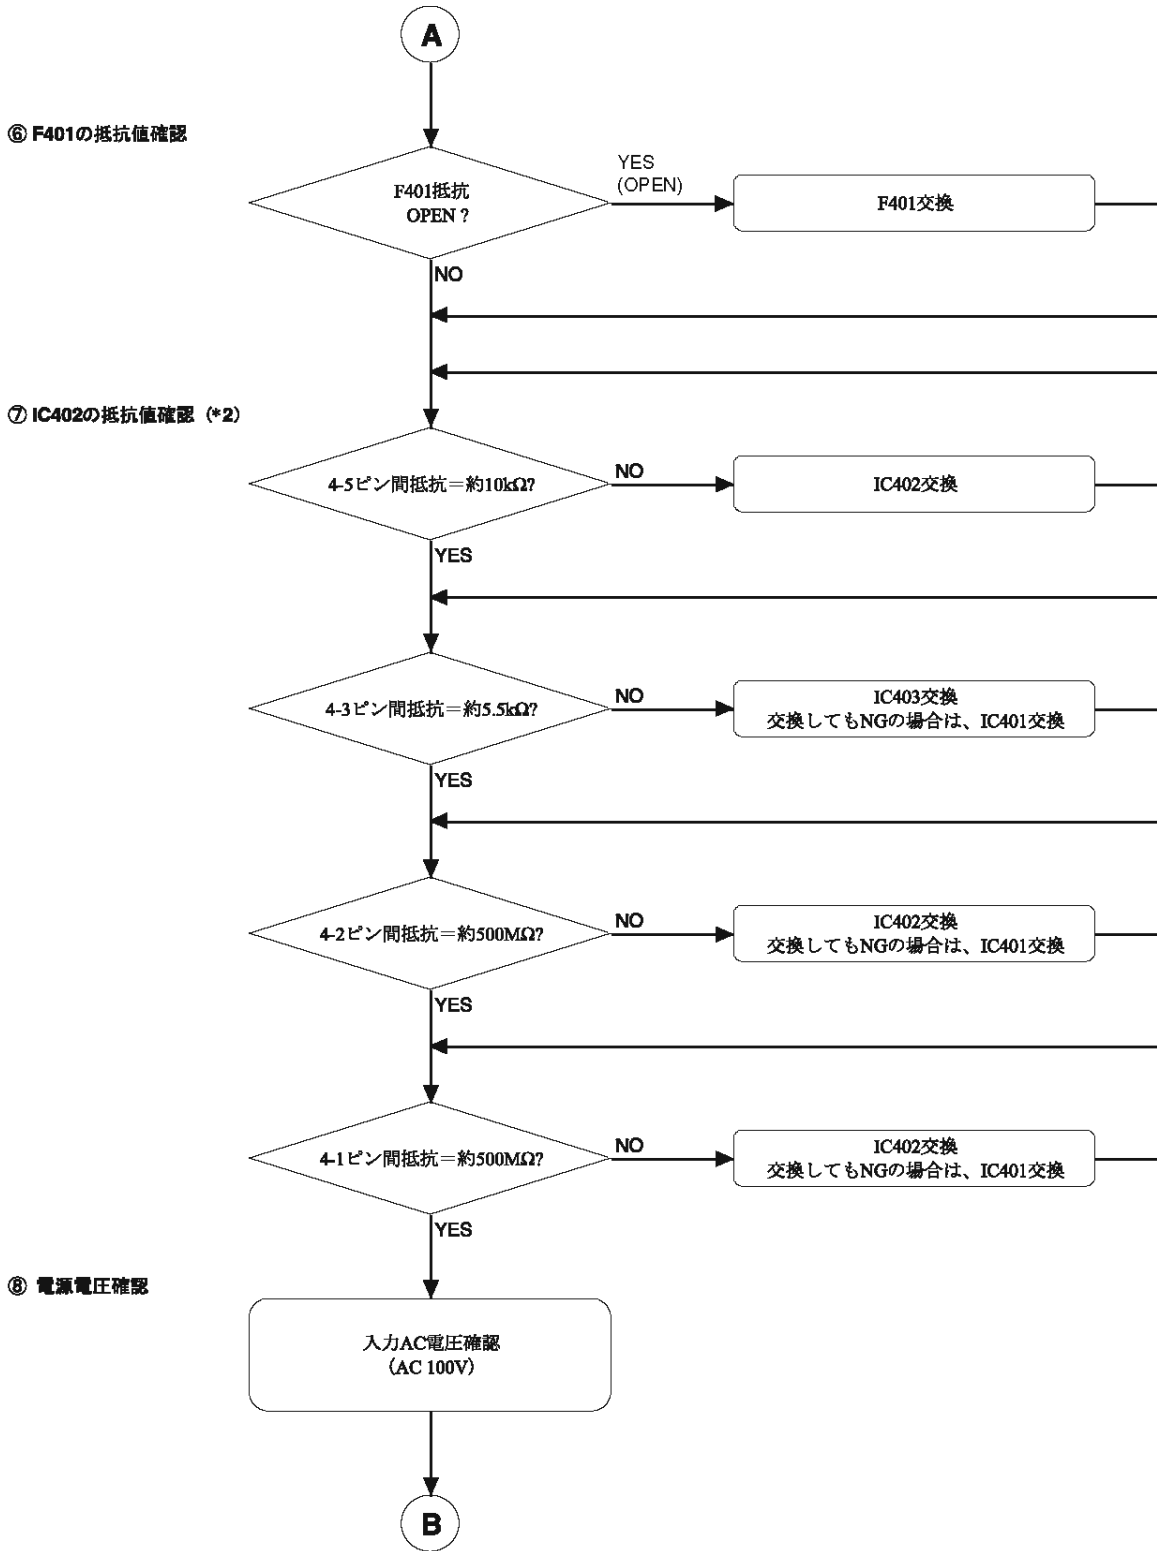 A
⑥ F401の抵抗値確認
F401抵抗
OPEN ?
YES
(OPEN)
F401交換
NO
⑦ IC402の抵抗値確認 (*2)
4-5ピン間抵抗＝約10kΩ?
NO
IC402交換
YES
4-3ピン間抵抗＝約5.5kΩ?
NO
IC403交換
交換してもNGの場合は、IC401交換
YES
4-2ピン間抵抗＝約500MΩ?
NO
IC402交換
交換してもNGの場合は、IC401交換
YES
4-1ピン間抵抗＝約500MΩ?
NO
IC402交換
交換してもNGの場合は、IC401交換
YES
⑧ 電源電圧確認
入力AC電圧確認
(AC 100V)
B